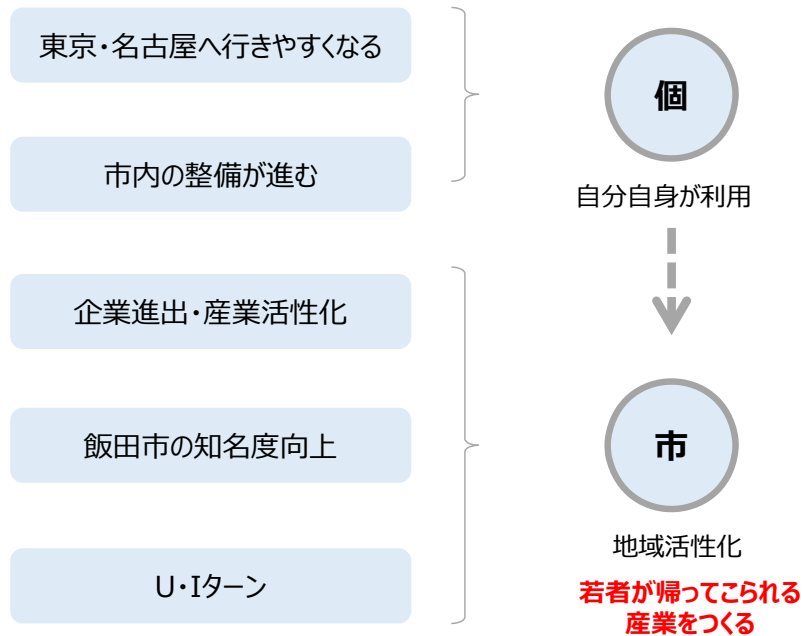 東京・名古屋へ行きやすくなる
市内の整備が進む
個
自分自身が利用
企業進出・産業活性化
飯田市の知名度向上
U・Iターン
市
地域活性化
若者が帰ってこられる
産業をつくる